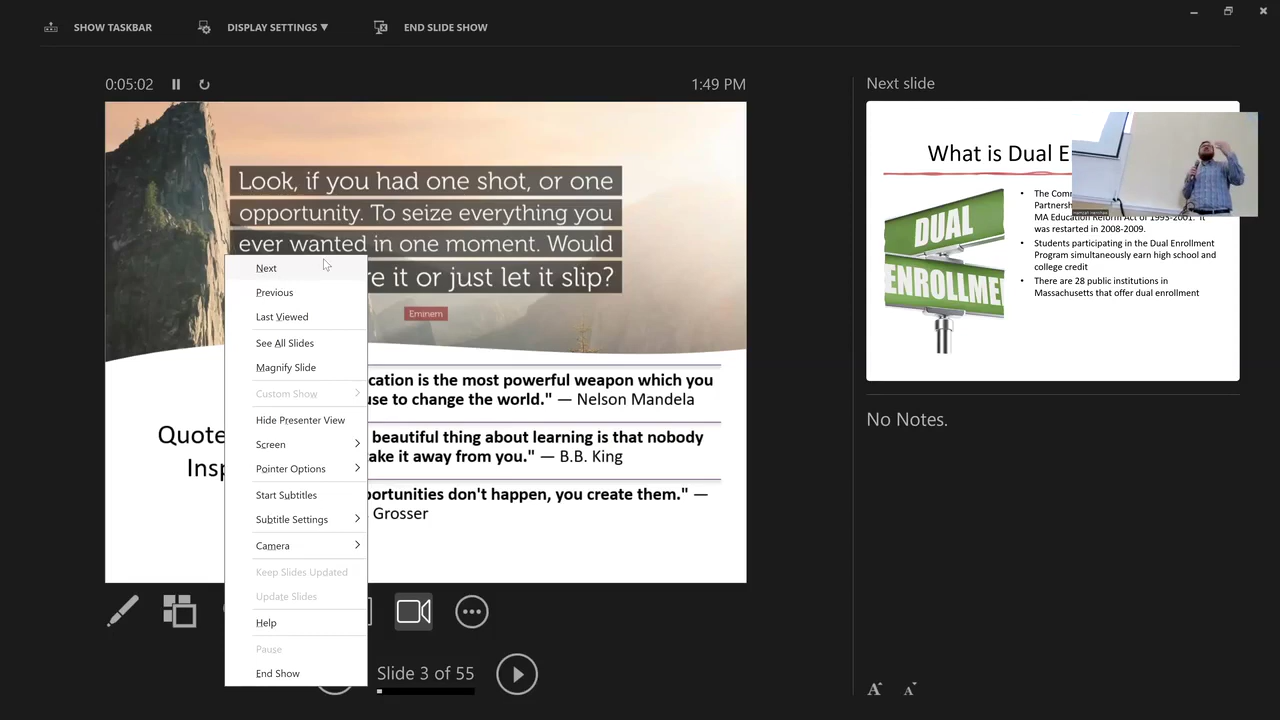 SHOW TASKBAR
DISPLAY SETTINGS ▼
END SLIDE SHOW
0:05:02
1:49 PM
Look, if you had one shot, or one
opportunity. To seize everything you
ever wanted in one moment. Would
re it or just let it slip?
Eminem
Quote
cation is the most powerful weapon which you
use to change the world." — Nelson Mandela
beautiful thing about learning is that nobody
ake it away from you." — B.B. King
portunities don't happen, you create them." —
Grosser
Next
Previous
Last Viewed
See All Slides
Magnify Slide
Custom Show
Hide Presenter View
Screen
Pointer Options
Start Subtitles
Subtitle Settings
Camera
Keep Slides Updated
Update Slides
Help
Pause
End Show
Slide 3 of 55
Next slide
What is Dual E
DUAL
ENROLLME
• The Com
Partnersh
MA Education Reform Act of 1993-2001. It
was restarted in 2008-2009.
• Students participating in the Dual Enrollment
Program simultaneously earn high school and
college credit
• There are 28 public institutions in
Massachusetts that offer dual enrollment
No Notes.
A
A